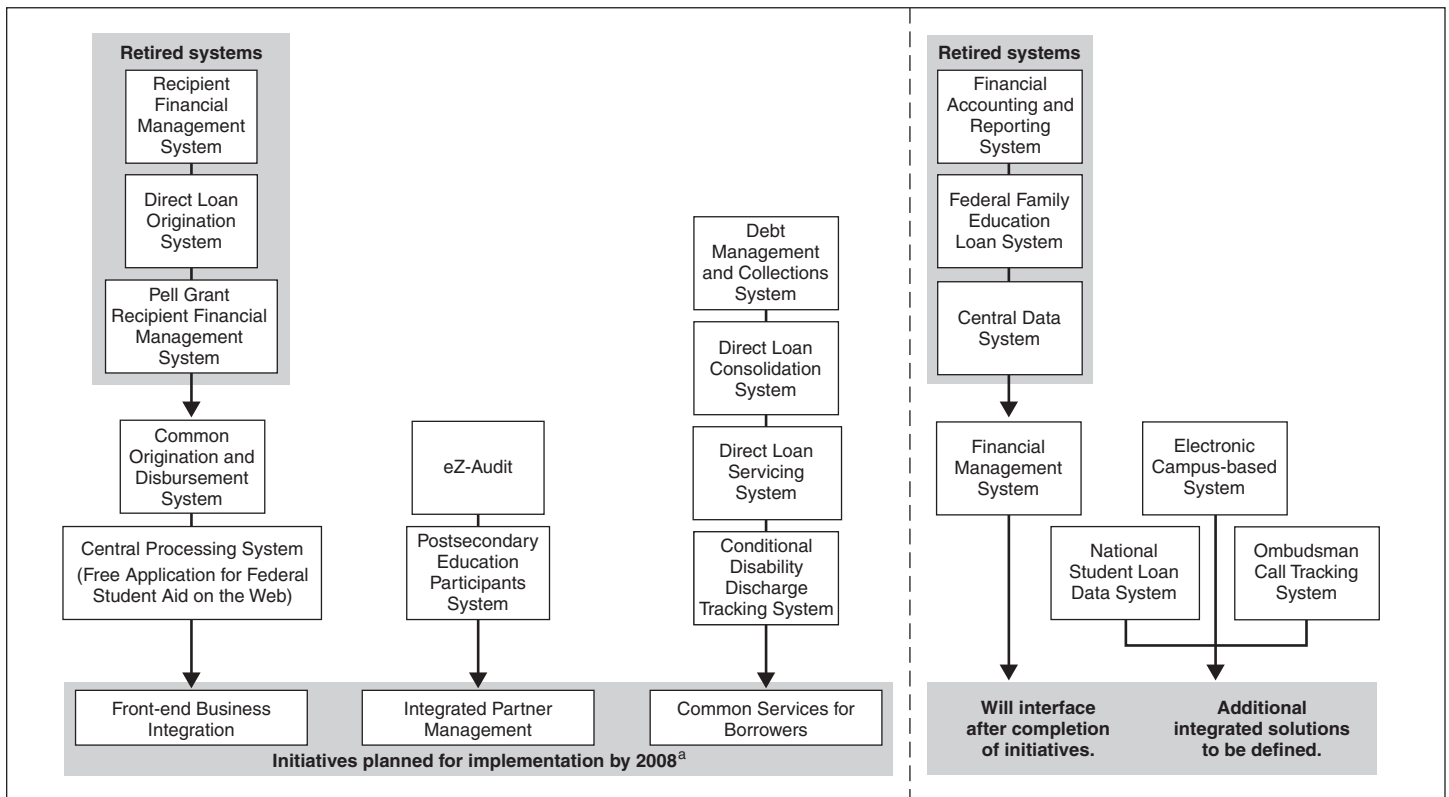 Retired systems
Recipient
Financial
Management
System
Direct Loan
Origination
System
Pell Grant
Recipient Financial
Management
System
Common
Origination and
Disbursement
System
Central Processing System
(Free Application for Federal
Student Aid on the Web)
Front-end Business
Integration
eZ-Audit
Postsecondary
Education
Participants
System
Integrated Partner
Management
Debt
Management
and Collections
System
Direct Loan
Consolidation
System
Direct Loan
Servicing
System
Conditional
Disability
Discharge
Tracking System
Common Services for
Borrowers
Initiatives planned for implementation by 2008a
Retired systems
Financial
Accounting and
Reporting
System
Federal Family
Education
Loan System
Central Data
System
Financial
Management
System
Will interface
after completion
of initiatives.
Electronic
Campus-based
System
National
Student Loan
Data System
Ombudsman
Call Tracking
System
Additional
integrated solutions
to be defined.